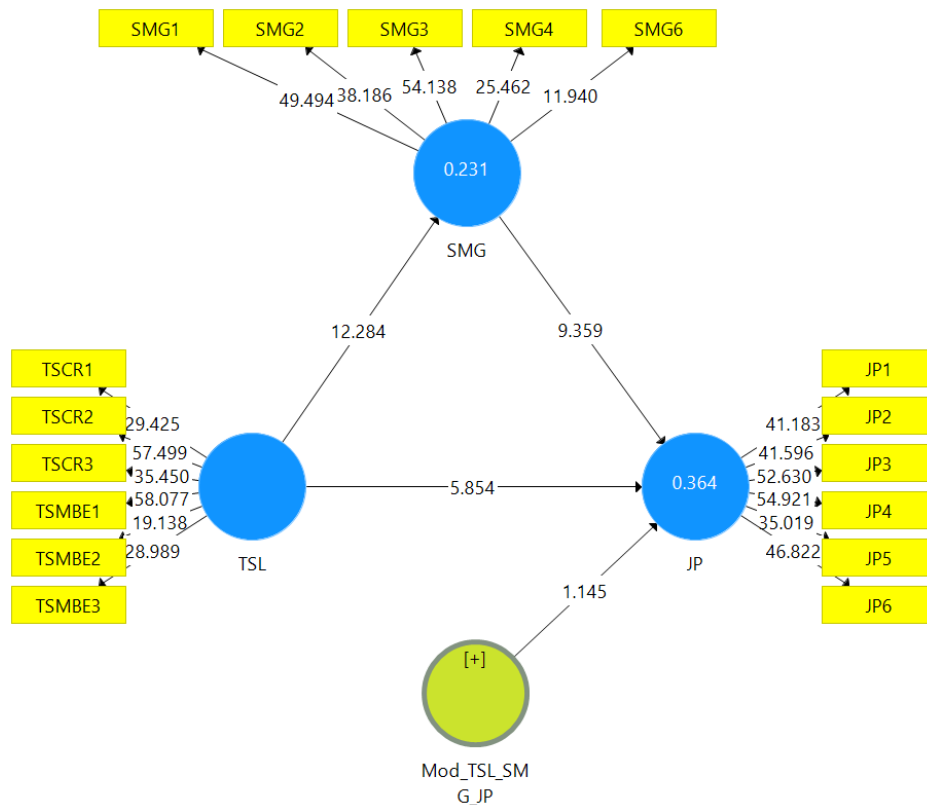 SMG1 SMG2 SMG3 SMG4 SMG6
49.494 38.186 54.138 25.462 11.940
0.231
SMG
12.284 9.359
TSCR1
TSCR2
TSCR3
TSMBE1
TSMBE2
TSMBE3
29.425
57.499
35.450
58.077
19.138
28.989
TSL
5.854
0.364
JP
41.183
41.596
52.630
54.921
35.019
46.822
JP1
JP2
JP3
JP4
JP5
JP6
1.145
[+]
Mod_TSL_SM
G_JP